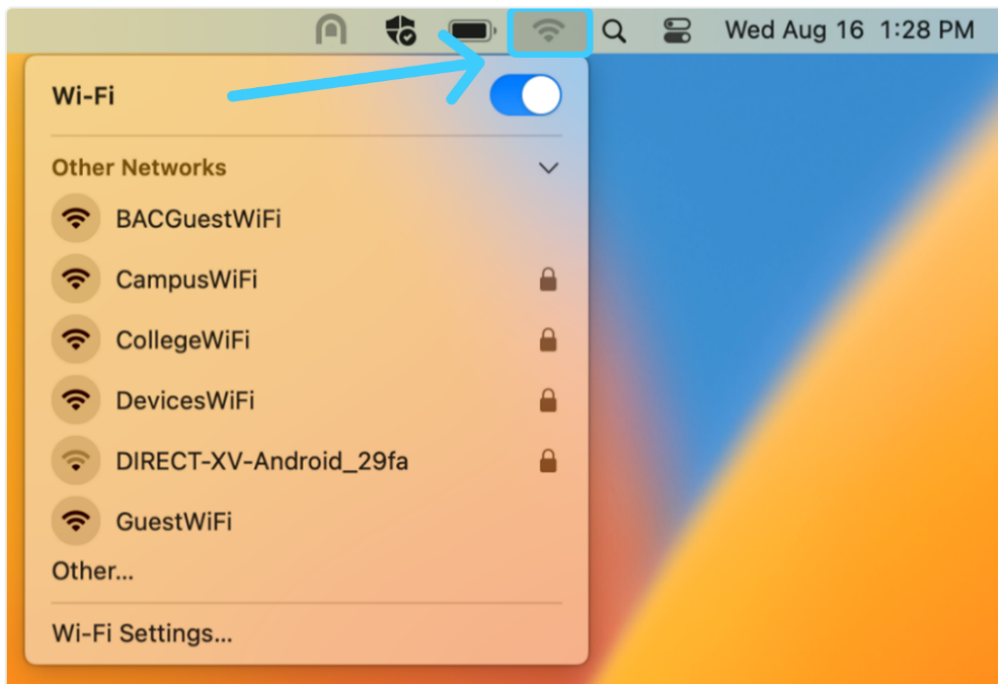 Wed Aug 16 1:28 PM
Wi-Fi
Other Networks
BACGuestWiFi
CampusWiFi
CollegeWiFi
DevicesWiFi
DIRECT-XV-Android_29fa
GuestWiFi
Other...
Wi-Fi Settings...